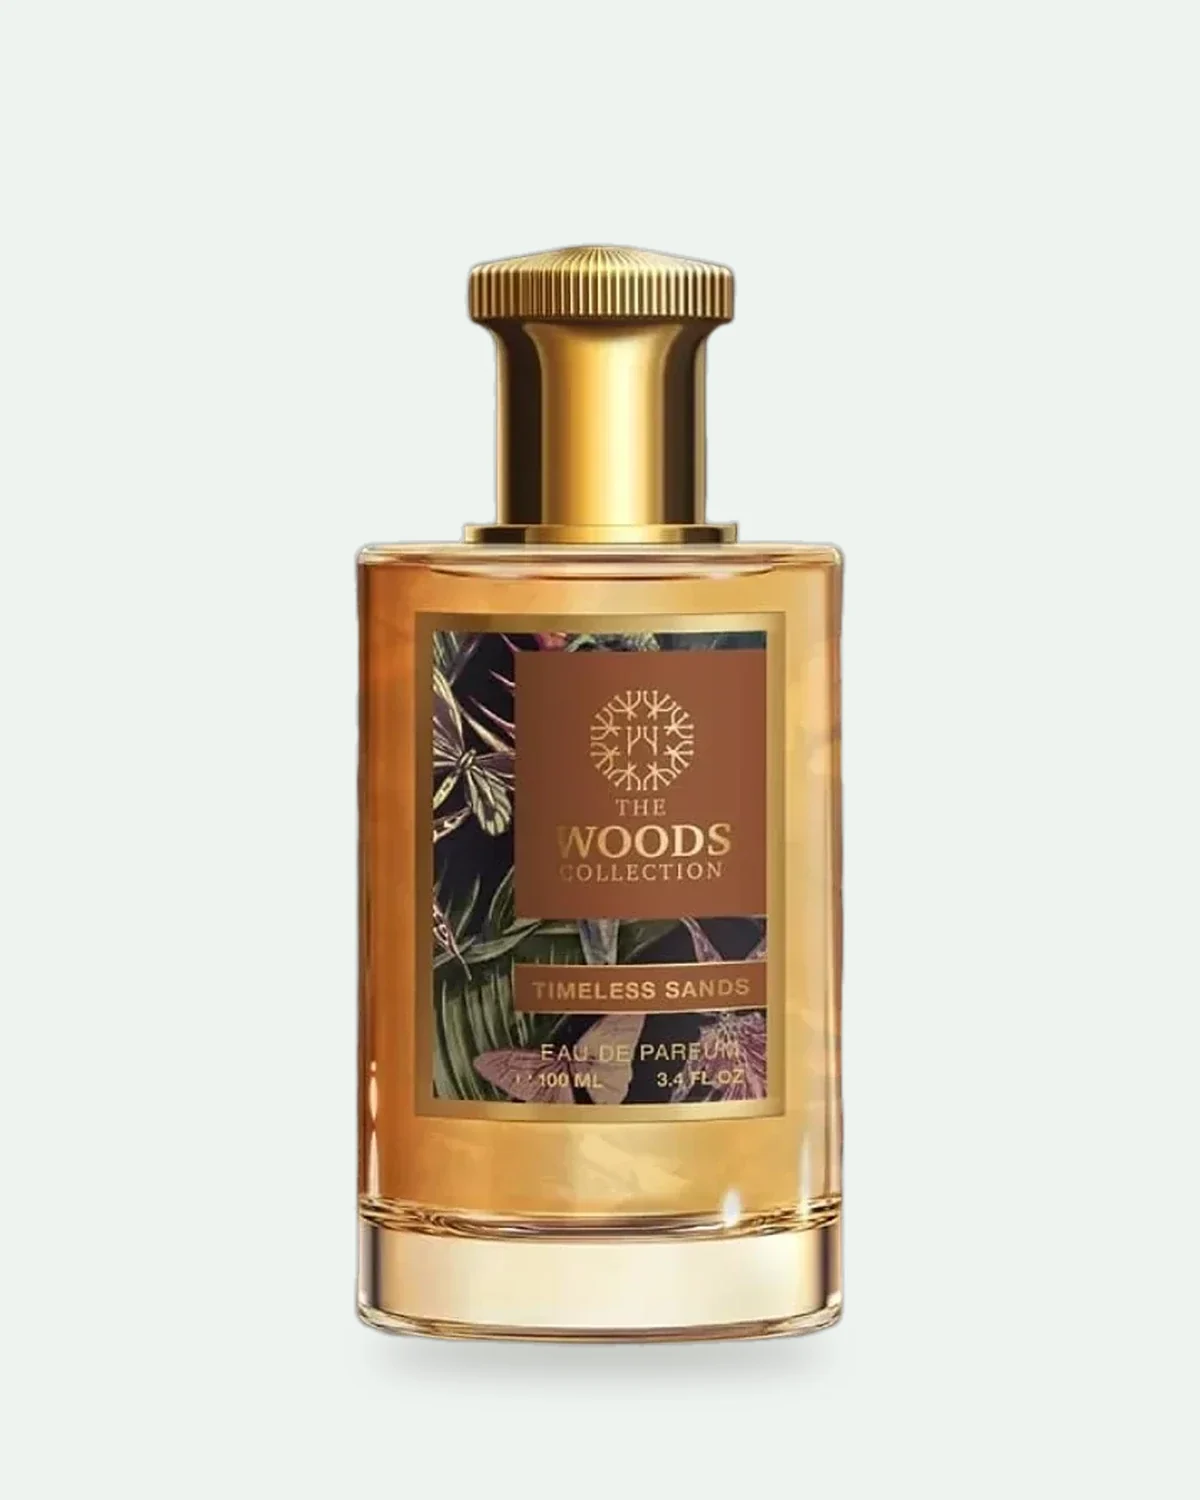 THE
WOODS
COLLECTION
TIMELESS SANDS
EAU DE PARFUM
100 ML 3.4 FL.OZ